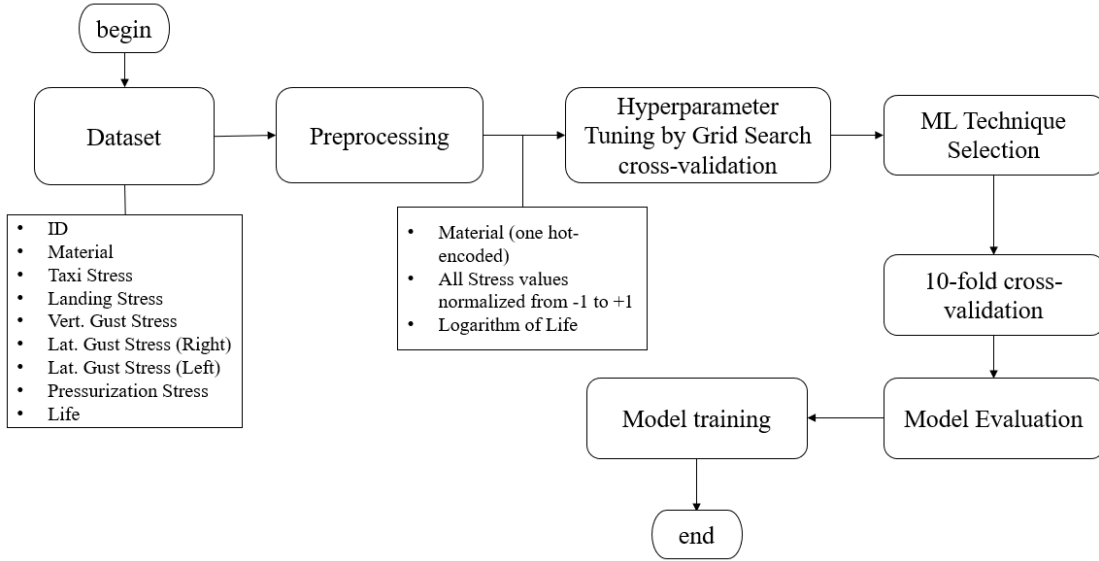 begin
Dataset
Preprocessing
Hyperparameter
Tuning by Grid Search
cross-validation
ML Technique
Selection
• ID
• Material
• Taxi Stress
• Landing Stress
• Vert. Gust Stress
• Lat. Gust Stress (Right)
• Lat. Gust Stress (Left)
• Pressurization Stress
• Life
• Material (one hot-
encoded)
• All Stress values
normalized from -1 to +1
• Logarithm of Life
10-fold cross-
validation
Model Evaluation
Model training
end